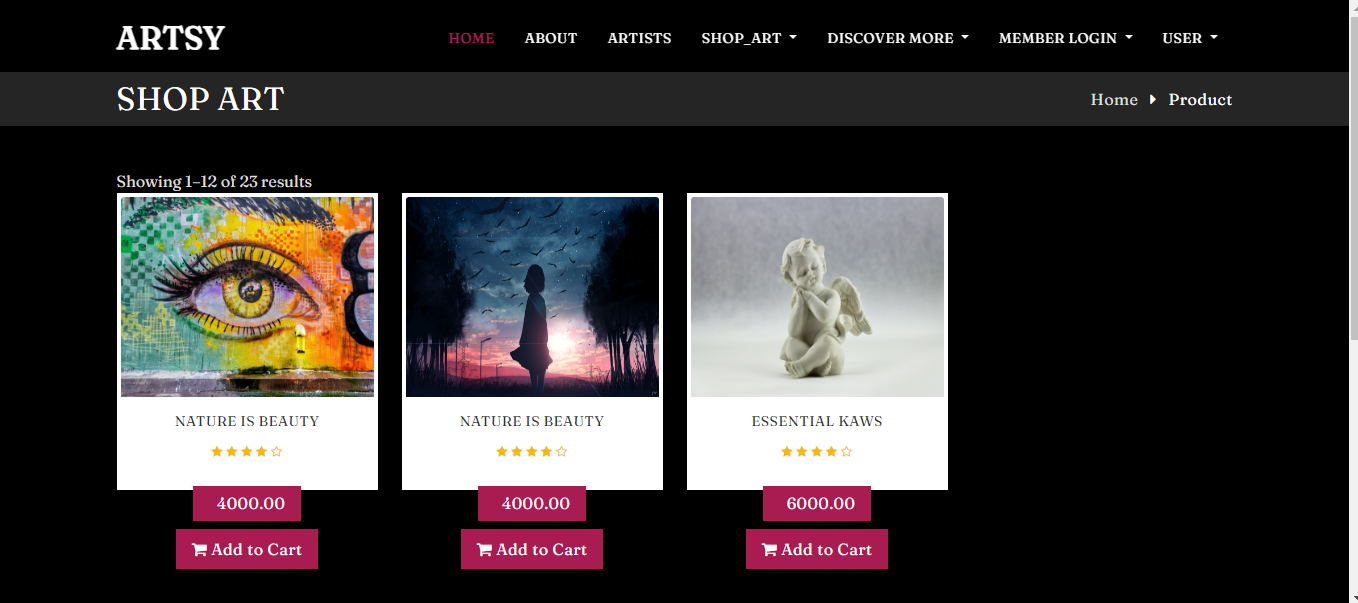 ARTSY
HOME ABOUT ARTISTS SHOP_ART DISCOVER MORE MEMBER LOGIN USER
SHOP ART
Home Product
Showing 1–12 of 23 results
NATURE IS BEAUTY
4000.00
Add to Cart
NATURE IS BEAUTY
4000.00
Add to Cart
ESSENTIAL KAWS
6000.00
Add to Cart